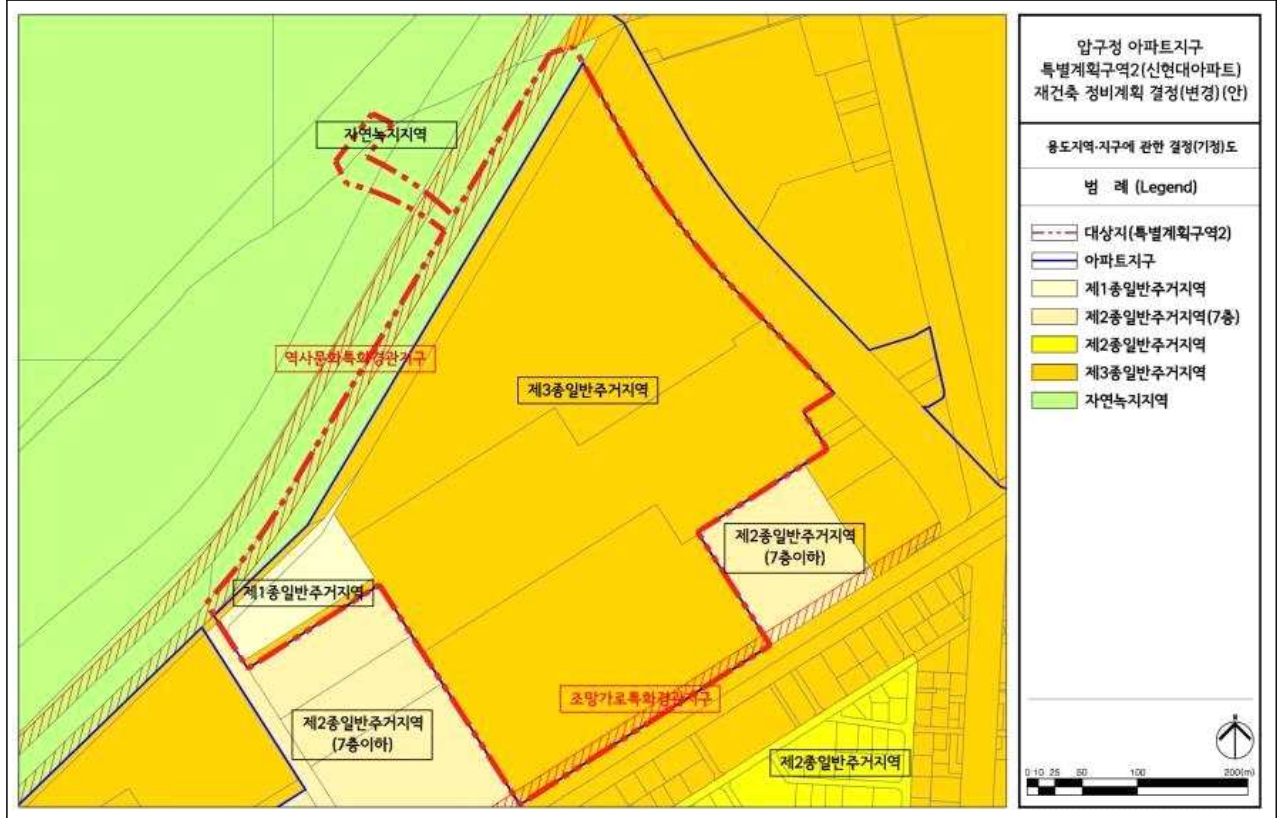 자연녹지지역
역사문화특화경관지구
제3종일반주거지역
제2종일반주거지역
(7층이하)
제1종일반주거지역
조망가로특화경관지구
제2종일반주거지역
(7층이하)
제2종일반주거지역
압구정 아파트지구
특별계획구역2(신현대아파트)
재건축 정비계획 결정(변경)(안)
용도지역·지구에 관한 결정(기정)도
범 례 (Legend)
대상지(특별계획구역2)
아파트지구
제1종일반주거지역
제2종일반주거지역(7층)
제2종일반주거지역
제3종일반주거지역
자연녹지지역
N
0 10 25 50 100 200(m)